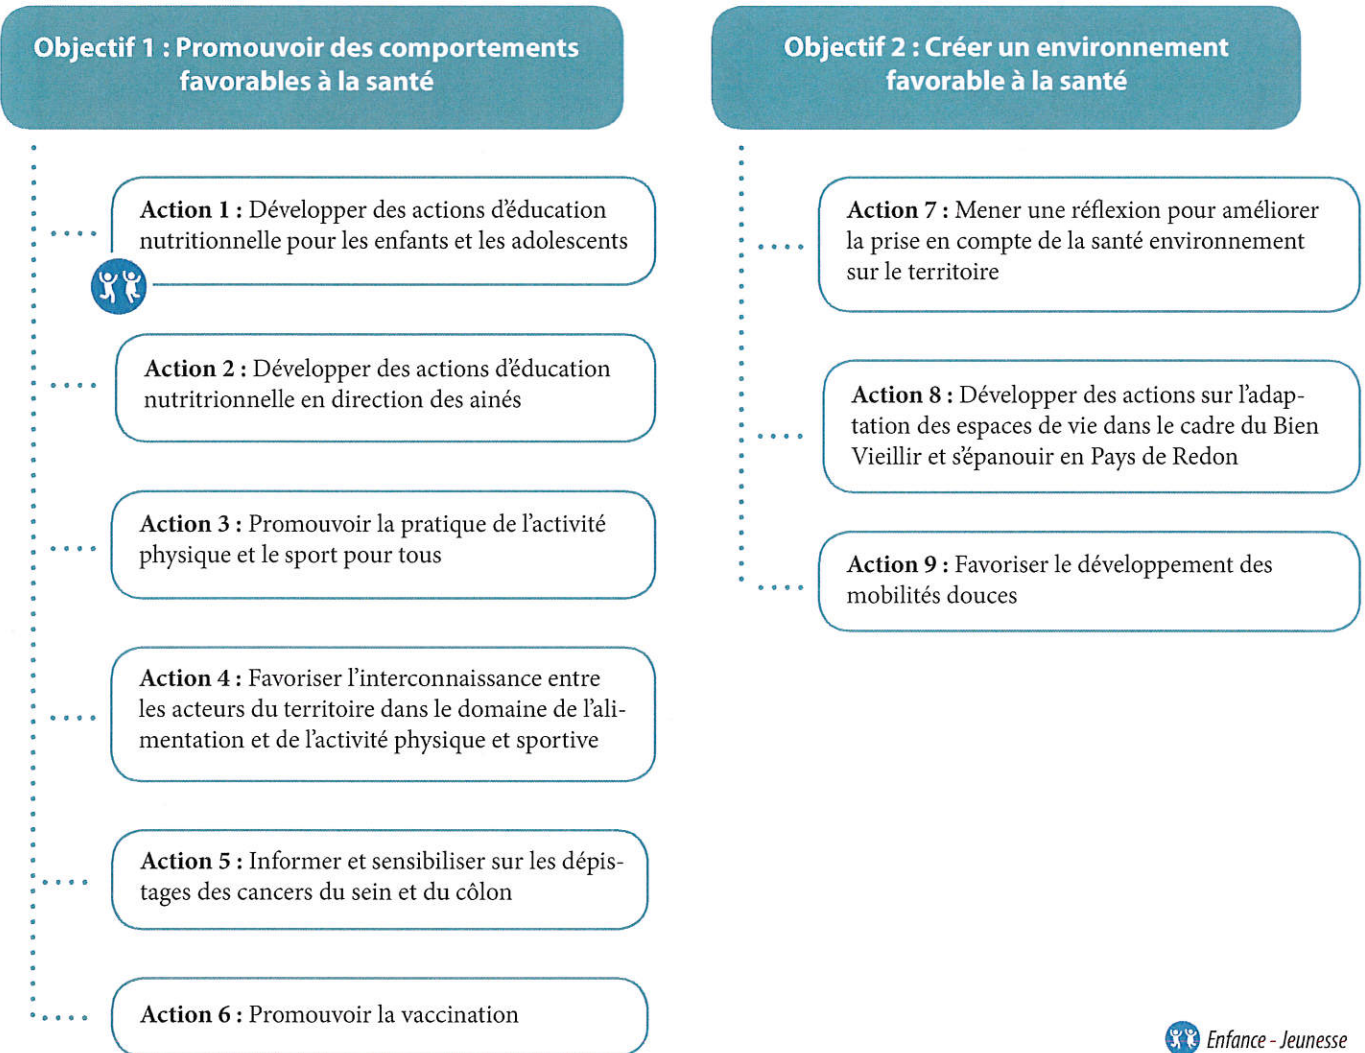 Objectif 1 : Promouvoir des comportements
favorables à la santé
Action 1 : Développer des actions d'éducation
nutritionnelle pour les enfants et les adolescents
Action 2 : Développer des actions d'éducation
nutritrionnelle en direction des ainés
Action 3 : Promouvoir la pratique de l'activité
physique et le sport pour tous
Action 4 : Favoriser l'interconnaissance entre
les acteurs du territoire dans le domaine de l'ali-
mentation et de l'activité physique et sportive
Action 5 : Informer et sensibiliser sur les dépis-
tages des cancers du sein et du côlon
Action 6 : Promouvoir la vaccination
Objectif 2 : Créer un environnement
favorable à la santé
Action 7 : Mener une réflexion pour améliorer
la prise en compte de la santé environnement
sur le territoire
Action 8 : Développer des actions sur l'adap-
tation des espaces de vie dans le cadre du Bien
Vieillir et s'épanouir en Pays de Redon
Action 9 : Favoriser le développement des
mobilités douces
Enfance - Jeunesse